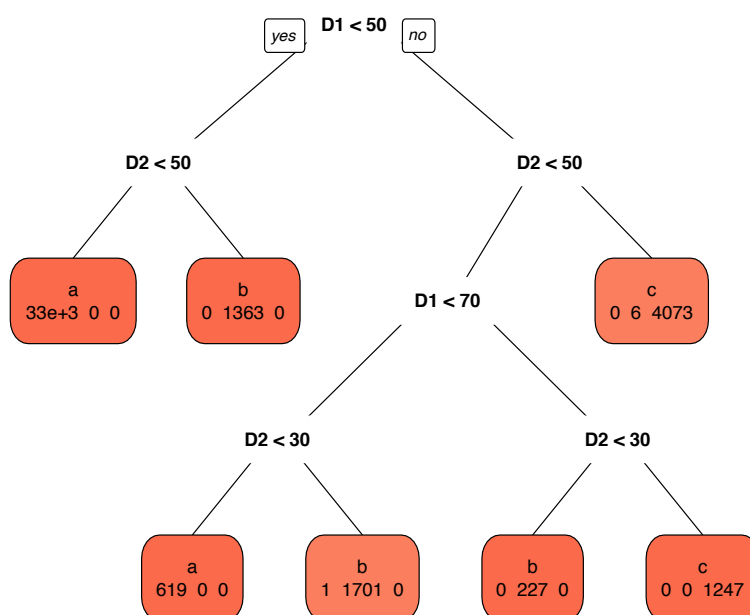 yes D1 < 50 no
D2 < 50 D2 < 50
a b c
33e+3 0 0 0 1363 0 0 6 4073
D1 < 70
D2 < 30 D2 < 30
a b b c
619 0 0 1 1701 0 0 227 0 0 0 1247